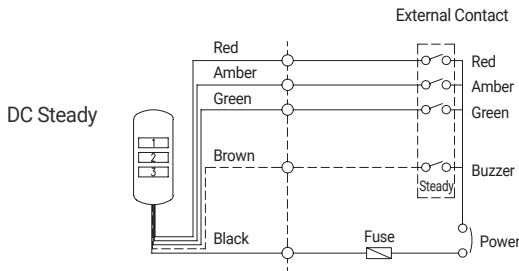 External Contact
Red
Red
Amber
Amber
Green
Green
DC Steady
1
2
3
Brown
Buzzer
Steady
Black
Fuse
Power